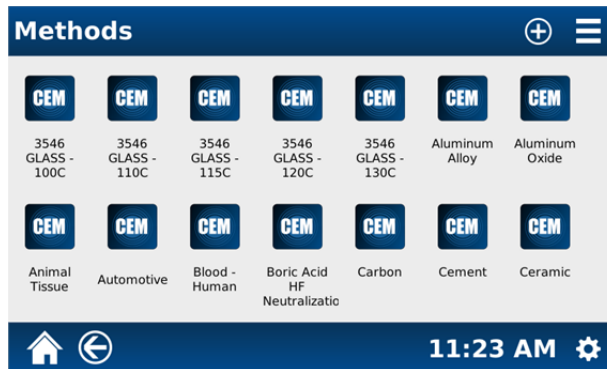 Methods
CEM CEM CEM CEM CEM CEM CEM
3546 GLASS - 100C
3546 GLASS - 110C
3546 GLASS - 115C
3546 GLASS - 120C
3546 GLASS - 130C
Aluminum Alloy
Aluminum Oxide
CEM CEM CEM CEM CEM CEM CEM
Animal Tissue
Automotive
Blood - Human
Boric Acid HF Neutralizatio
Carbon
Cement
Ceramic
11:23 AM